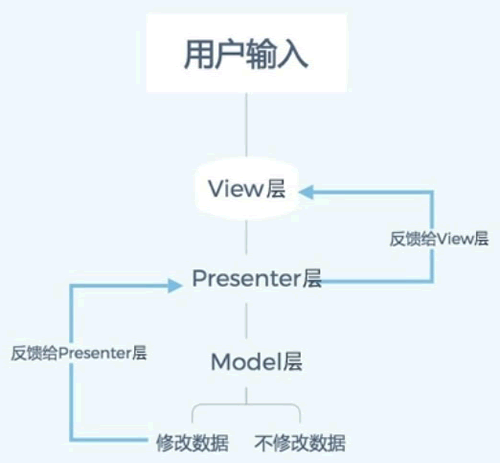 用户输入
View层
反馈给View层
Presenter层
反馈给Presenter层
Model层
修改数据
不修改数据